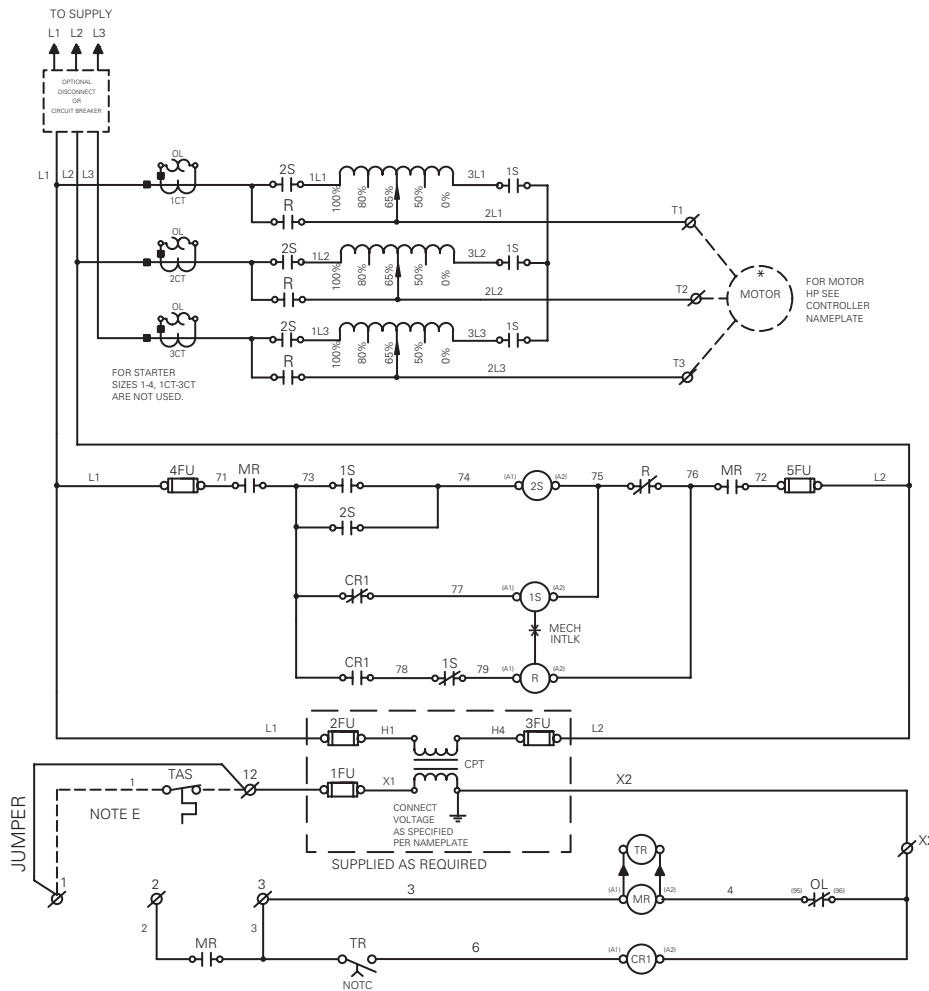 TO SUPPLY
L1 L2 L3
OPTIONAL
DISCONNECT
OR
CIRCUIT BREAKER
L1 L2 L3
OL
1CT
2S
1L1
100%
80%
65%
50%
0%
3L1
1S
R
2L1
T1
OL
2CT
2S
1L2
100%
80%
65%
50%
0%
3L2
1S
R
2L2
T2
*
MOTOR
FOR MOTOR
HP SEE
CONTROLLER
NAMEPLATE
OL
3CT
2S
1L3
100%
80%
65%
50%
0%
3L3
1S
R
2L3
T3
FOR STARTER
SIZES 1-4, 1CT-3CT
ARE NOT USED.
L1
4FU
71
MR
73
1S
74
(A1)
2S
(A2)
75
R
76
MR
72
5FU
L2
2S
CR1
77
(A1)
1S
(A2)
MECH
INTLK
CR1
78
1S
79
(A1)
R
(A2)
L1
2FU
H1
H4
3FU
L2
CPT
1
TAS
12
1FU
X1
X2
NOTE E
JUMPER
CONNECT
VOLTAGE
AS SPECIFIED
PER NAMEPLATE
SUPPLIED AS REQUIRED
TR
X2
1
2
3
3
(A1)
MR
(A2)
4
(95)
OL
(96)
2
MR
3
TR
NOTC
6
(A1)
CR1
(A2)